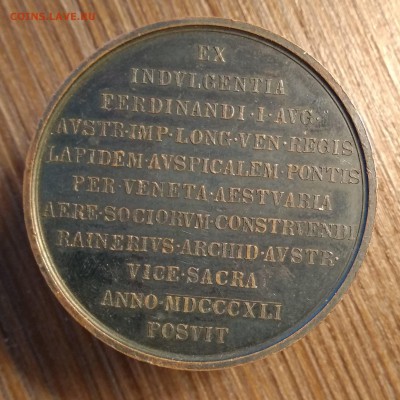 COINS.LAVE.RU
EX
INDVLGENTIA
FERDINANDI·I·AVG·
AVSTR·IMP·LONG·VEN·REGIS
LAPIDEM·AVSPICALEM·PONTIS
PER·VENETA·AESTVARIA
AERE·SOCIORVM·CONSTRVENDI
RAINERIVS·ARCHID·AVSTR·
VICE·SACRA
ANNO·MDCCCXLI
POSVIT